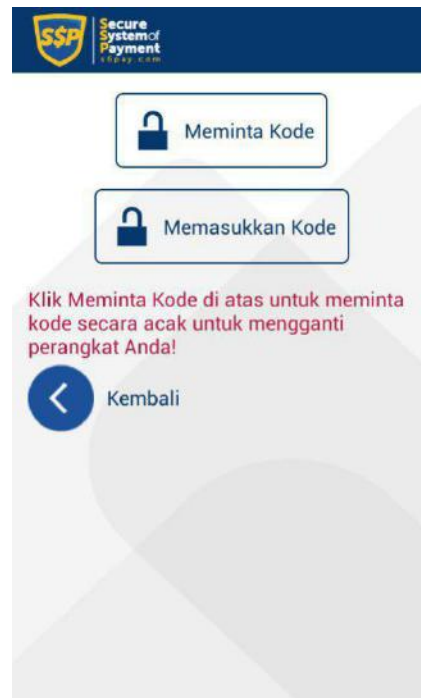 S$P
Secure
System of
Payment
s6pay.com
Meminta Kode
Memasukkan Kode
Klik Meminta Kode di atas untuk meminta
kode secara acak untuk mengganti
perangkat Anda!
Kembali